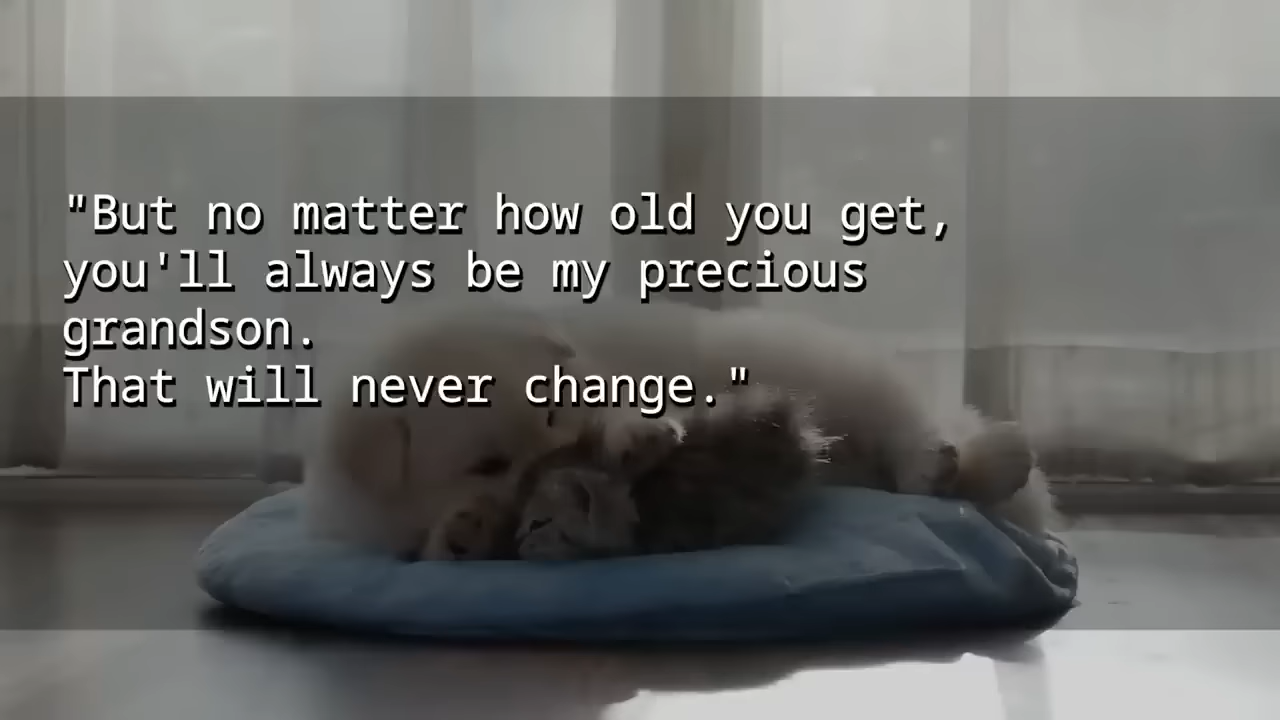 "But no matter how old you get,
you'll always be my precious
grandson.
That will never change."